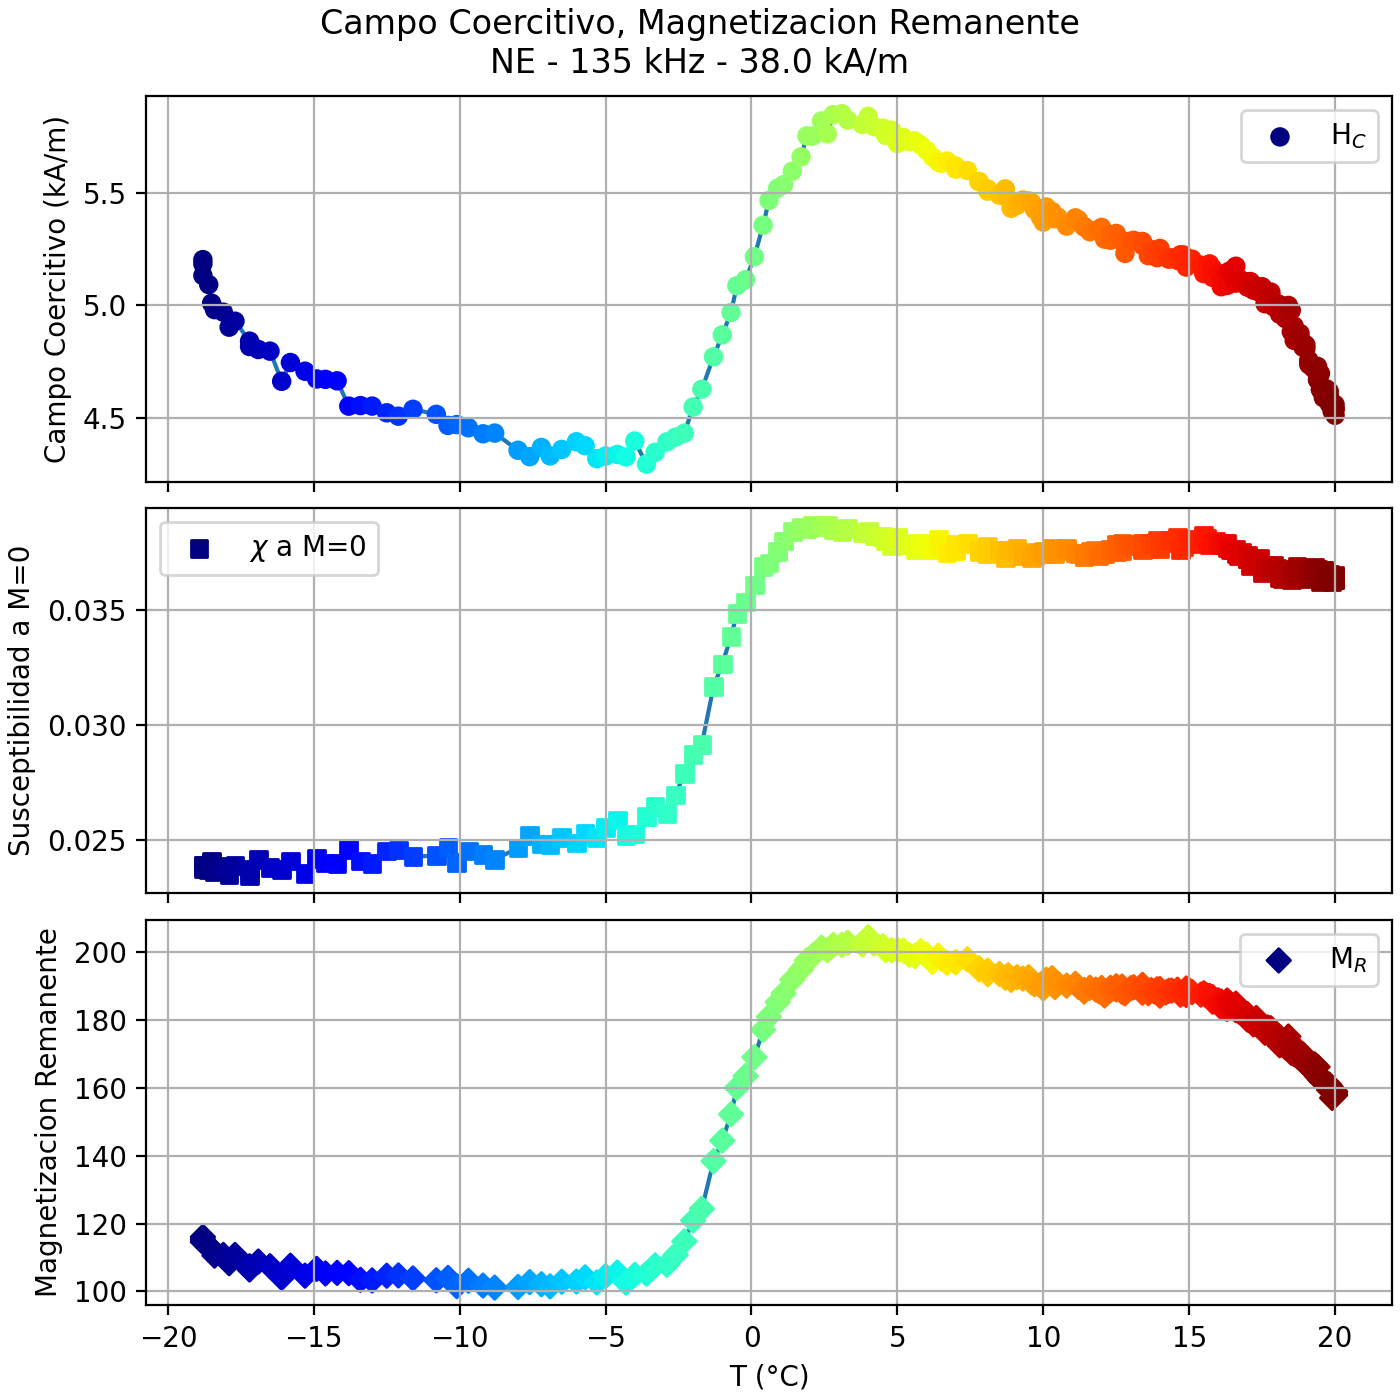 Campo Coercitivo, Magnetizacion Remanente
NE - 135 kHz - 38.0 kA/m
Campo Coercitivo (kA/m)
5.5
5.0
4.5
H_C
Susceptibilidad a M=0
0.035
0.030
0.025
χ a M=0
Magnetizacion Remanente
200
180
160
140
120
100
M_R
−20 −15 −10 −5 0 5 10 15 20
T (°C)